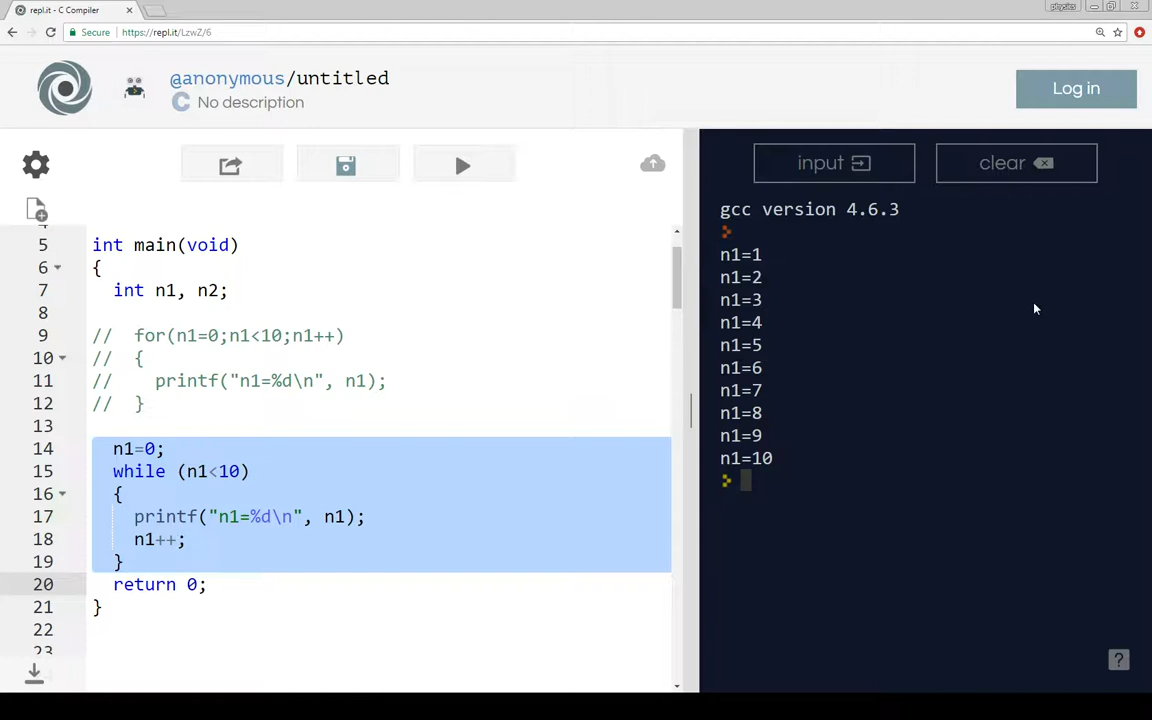 repl.it - C Compiler
physics
Secure
https://repl.it/LzwZ/6
@anonymous/untitled
C No description
Log in
input
clear
4
5 int main(void)
6 {
7 int n1, n2;
8
9 // for(n1=0;n1<10;n1++)
10 // {
11 // printf("n1=%d\n", n1);
12 // }
13
14 n1=0;
15 while (n1<10)
16 {
17 printf("n1=%d\n", n1);
18 n1++;
19 }
20 return 0;
21 }
22
23
gcc version 4.6.3
n1=1
n1=2
n1=3
n1=4
n1=5
n1=6
n1=7
n1=8
n1=9
n1=10
?